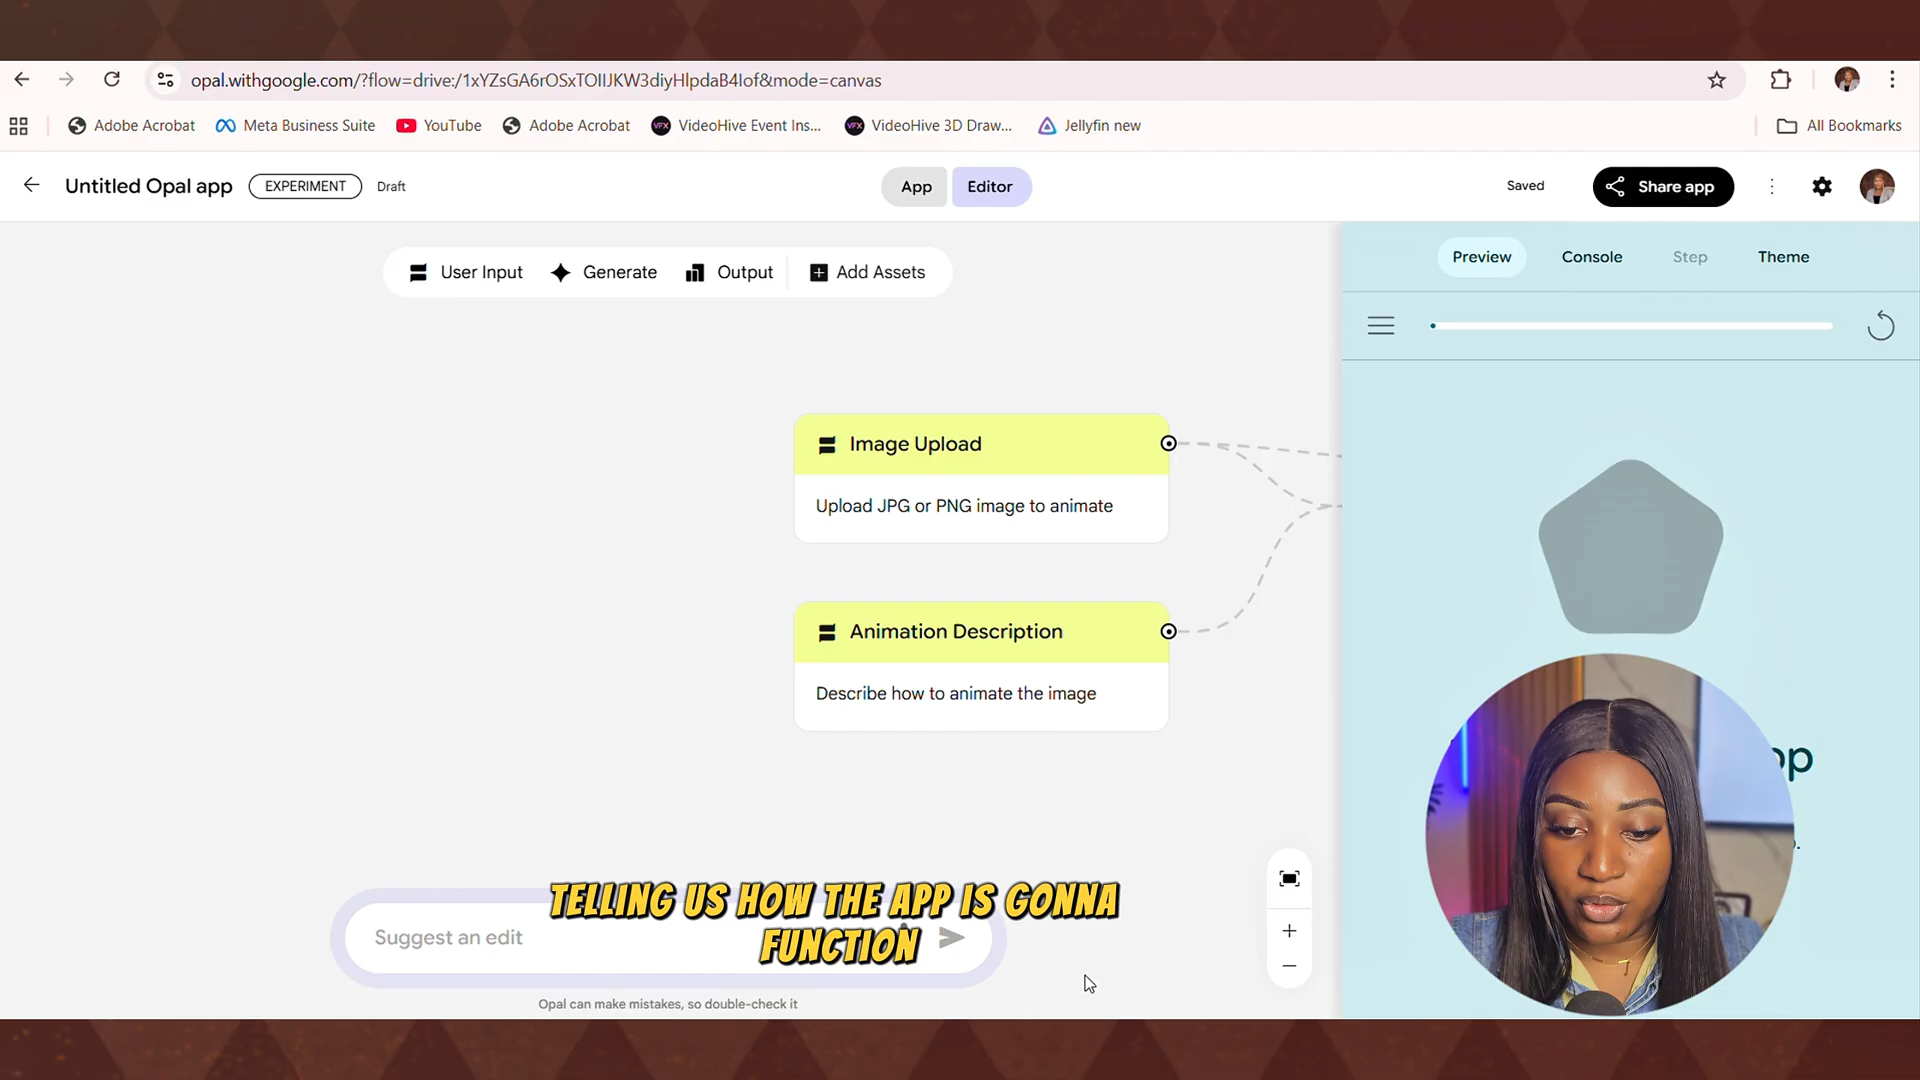 opal.withgoogle.com/?flow=drive:/1xYZsGA6rOSxTOIIJKW3diyHlpdaB4Iof&mode=canvas
Adobe Acrobat
Meta Business Suite
YouTube
Adobe Acrobat
VideoHive Event Ins...
VideoHive 3D Draw...
Jellyfin new
All Bookmarks
Untitled Opal app
EXPERIMENT
Draft
App
Editor
Saved
Share app
User Input
Generate
Output
Add Assets
Preview
Console
Step
Theme
Image Upload
Upload JPG or PNG image to animate
Animation Description
Describe how to animate the image
TELLING US HOW THE APP IS GONNA
FUNCTION
Suggest an edit
Opal can make mistakes, so double-check it